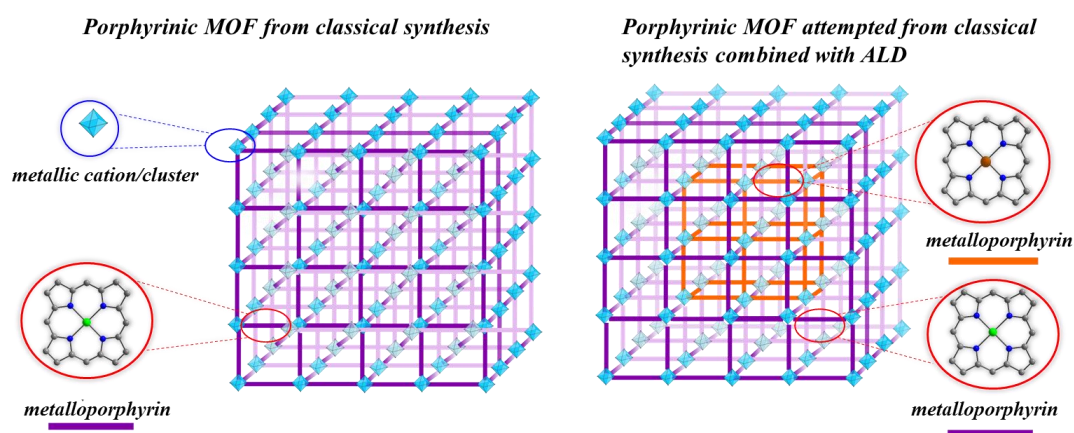 Porphyrinic MOF from classical synthesis
Porphyrinic MOF attempted from classical
synthesis combined with ALD
metallic cation/cluster
metalloporphyrin
metalloporphyrin
metalloporphyrin